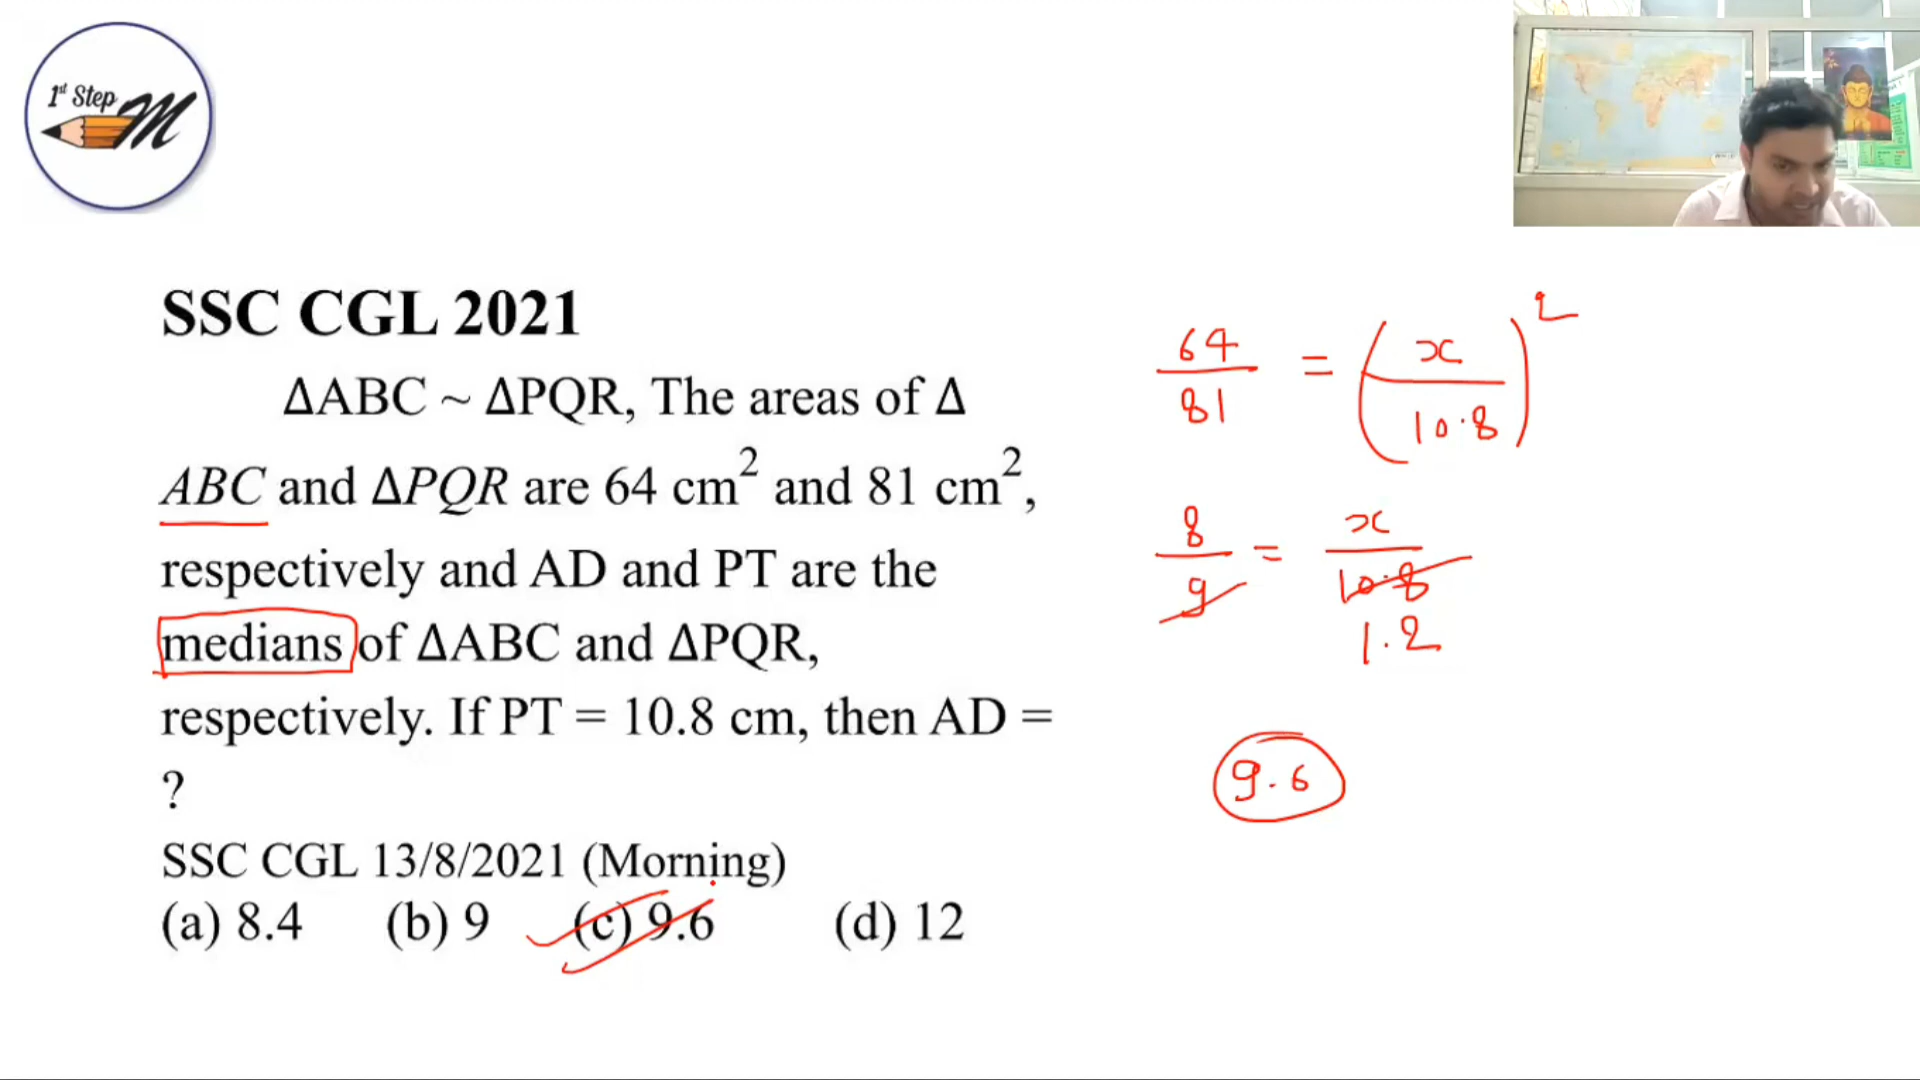 1st Step
M
SSC CGL 2021
ΔABC ~ ΔPQR, The areas of Δ
ABC and ΔPQR are 64 cm² and 81 cm²,
respectively and AD and PT are the
medians of ΔABC and ΔPQR,
respectively. If PT = 10.8 cm, then AD =
?
SSC CGL 13/8/2021 (Morning)
(a) 8.4 (b) 9 (c) 9.6 (d) 12
64/81 = (x/10.8)²
8/9 = x/10.8
1.2
9.6